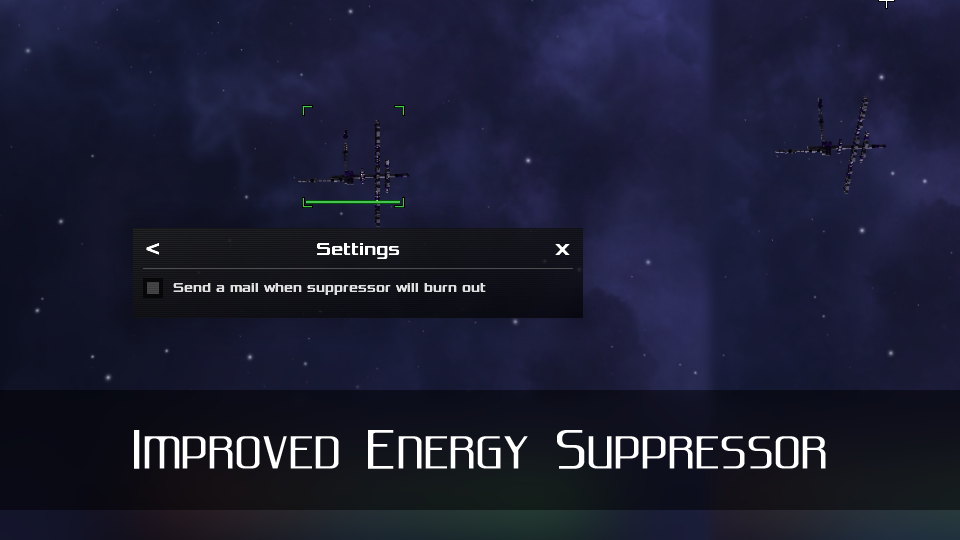 < Settings X
Send a mail when suppressor will burn out
Improved Energy Suppressor